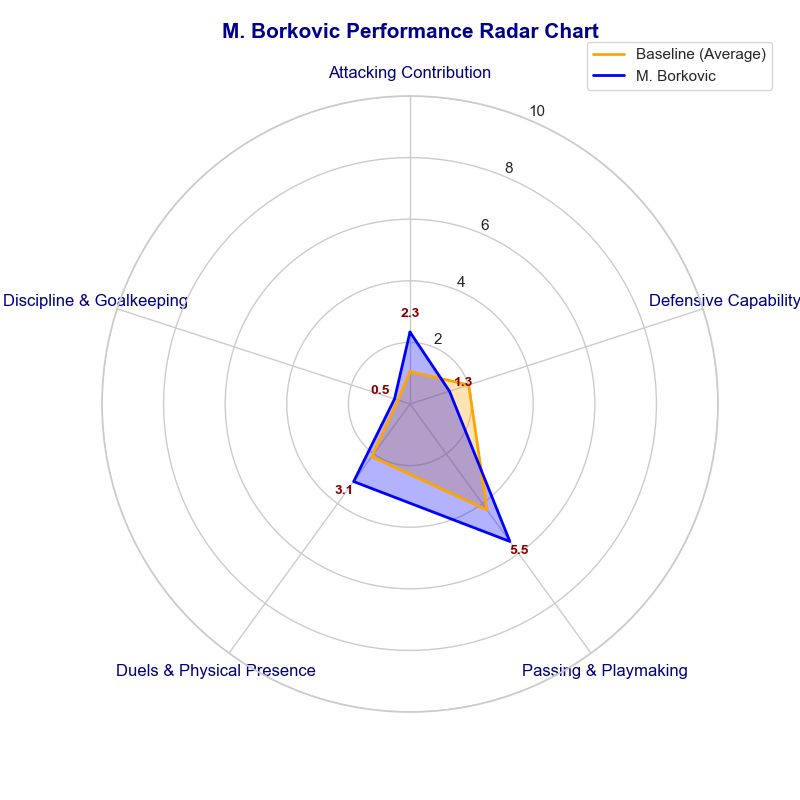 M. Borkovic Performance Radar Chart
Baseline (Average)
M. Borkovic
Attacking Contribution
10
8
6
4
2
2.3
Discipline & Goalkeeping
Defensive Capability
0.5
1.3
3.1
5.5
Duels & Physical Presence
Passing & Playmaking